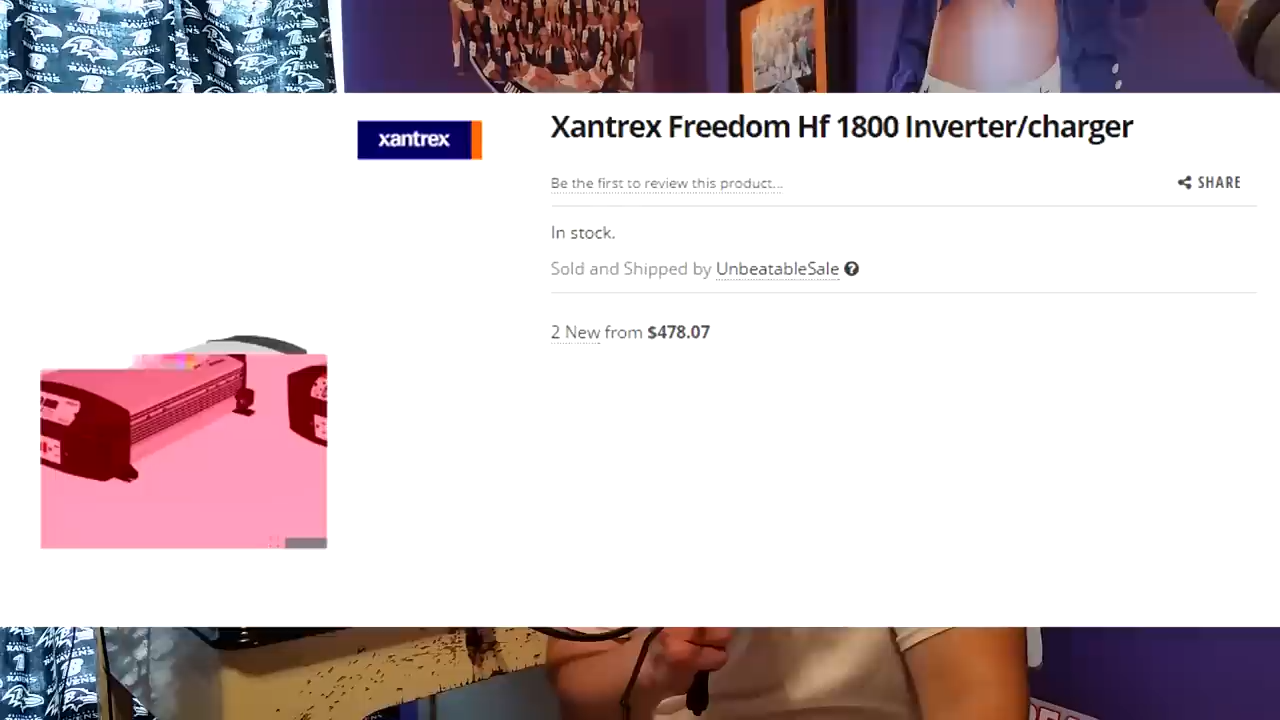 RAVENS
xantrex
Xantrex Freedom Hf 1800 Inverter/charger
Be the first to review this product...
SHARE
In stock.
Sold and Shipped by UnbeatableSale ?
2 New from $478.07